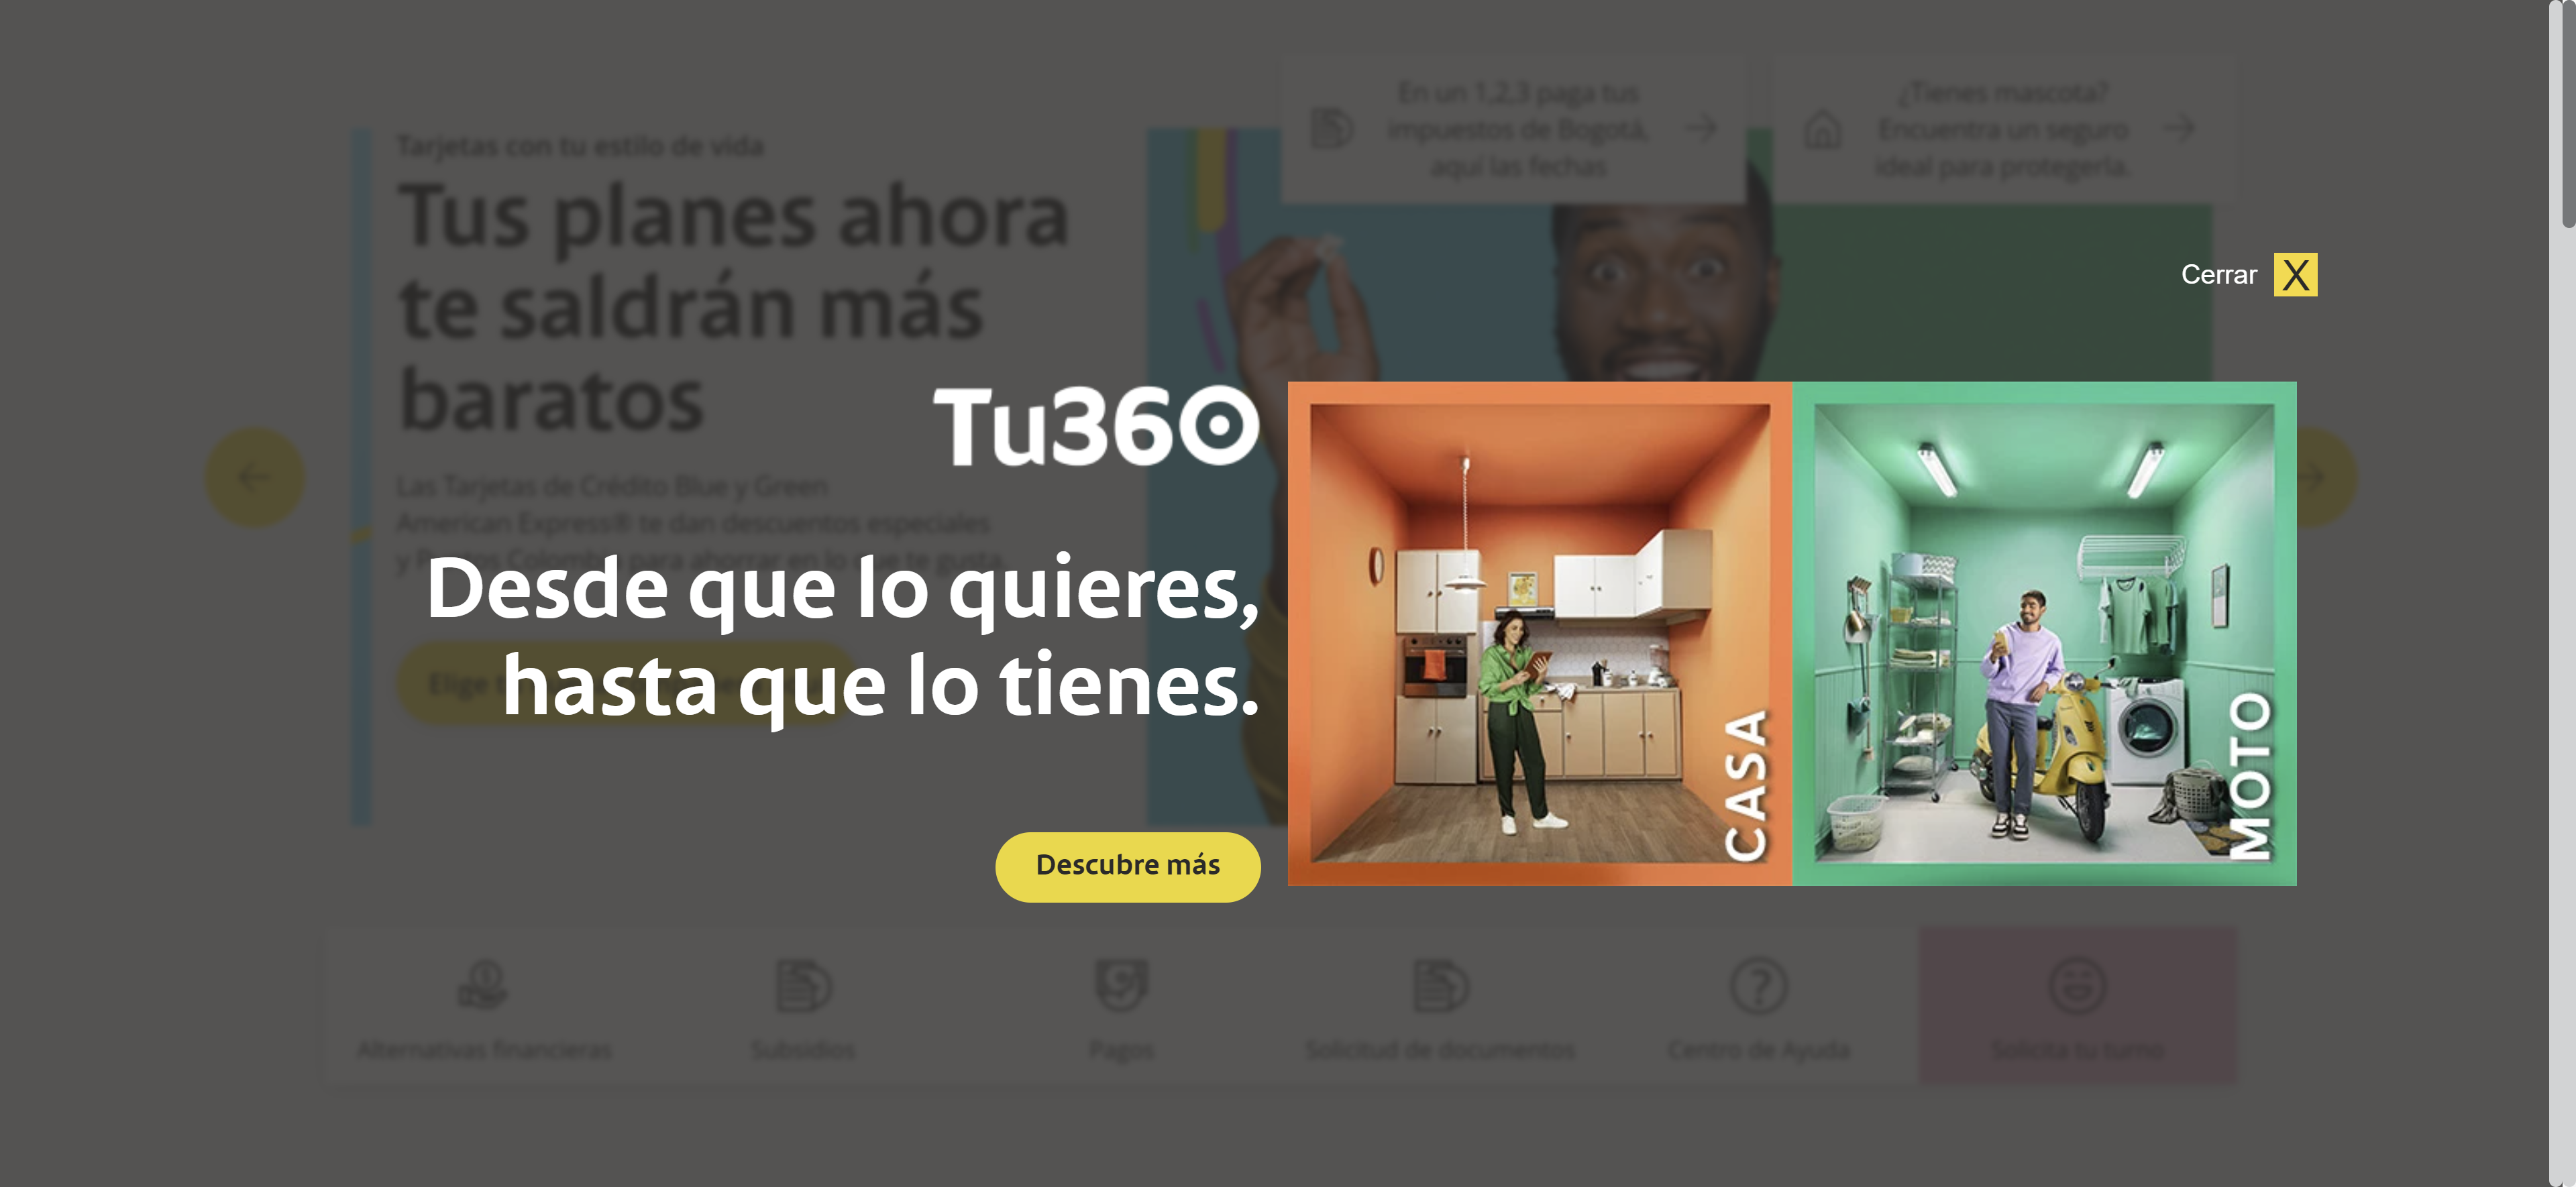 En un 1,2,3 paga tus
impuestos de Bogotá,
aquí las fechas
¿Tienes mascota?
Encuentra un seguro
ideal para protegerla.
Cerrar X
Tarjetas con tu estilo de vida
Tus planes ahora
te saldrán más
baratos
Las Tarjetas de Crédito Blue y Green
American Express® te dan descuentos especiales
y para ahorrar en lo que te gusta
Tu360
Desde que lo quieres,
hasta que lo tienes.
Elige
Descubre más
CASA
MOTO
Alternativas financieras
Subsidios
Pagos
Solicitud de documentos
Centro de Ayuda
Solicita tu turno